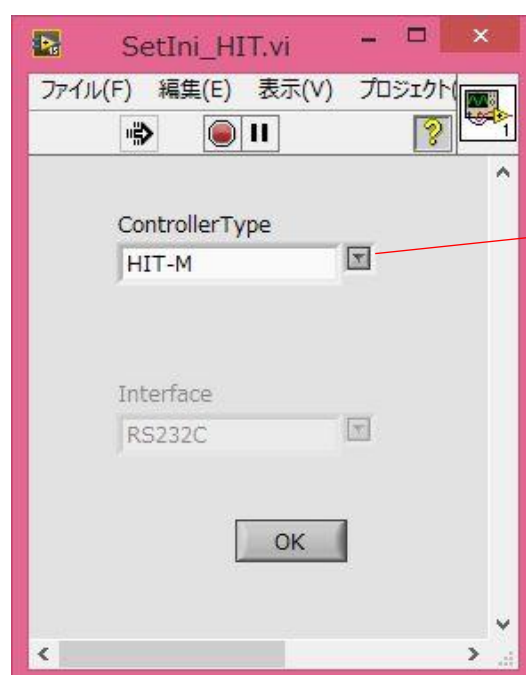 SetIni_HIT.vi
ファイル(F) 編集(E) 表示(V) プロジェクト(
1
ControllerType
HIT-M
Interface
RS232C
OK